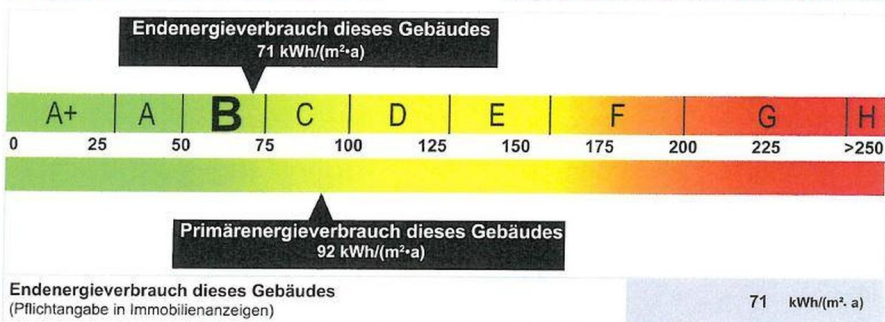 Endenergieverbrauch dieses Gebäudes
71 kWh/(m²•a)
A+ A B C D E F G H
0 25 50 75 100 125 150 175 200 225 >250
Primärenergieverbrauch dieses Gebäudes
92 kWh/(m²•a)
Endenergieverbrauch dieses Gebäudes 71 kWh/(m²· a)
(Pflichtangabe in Immobilienanzeigen)